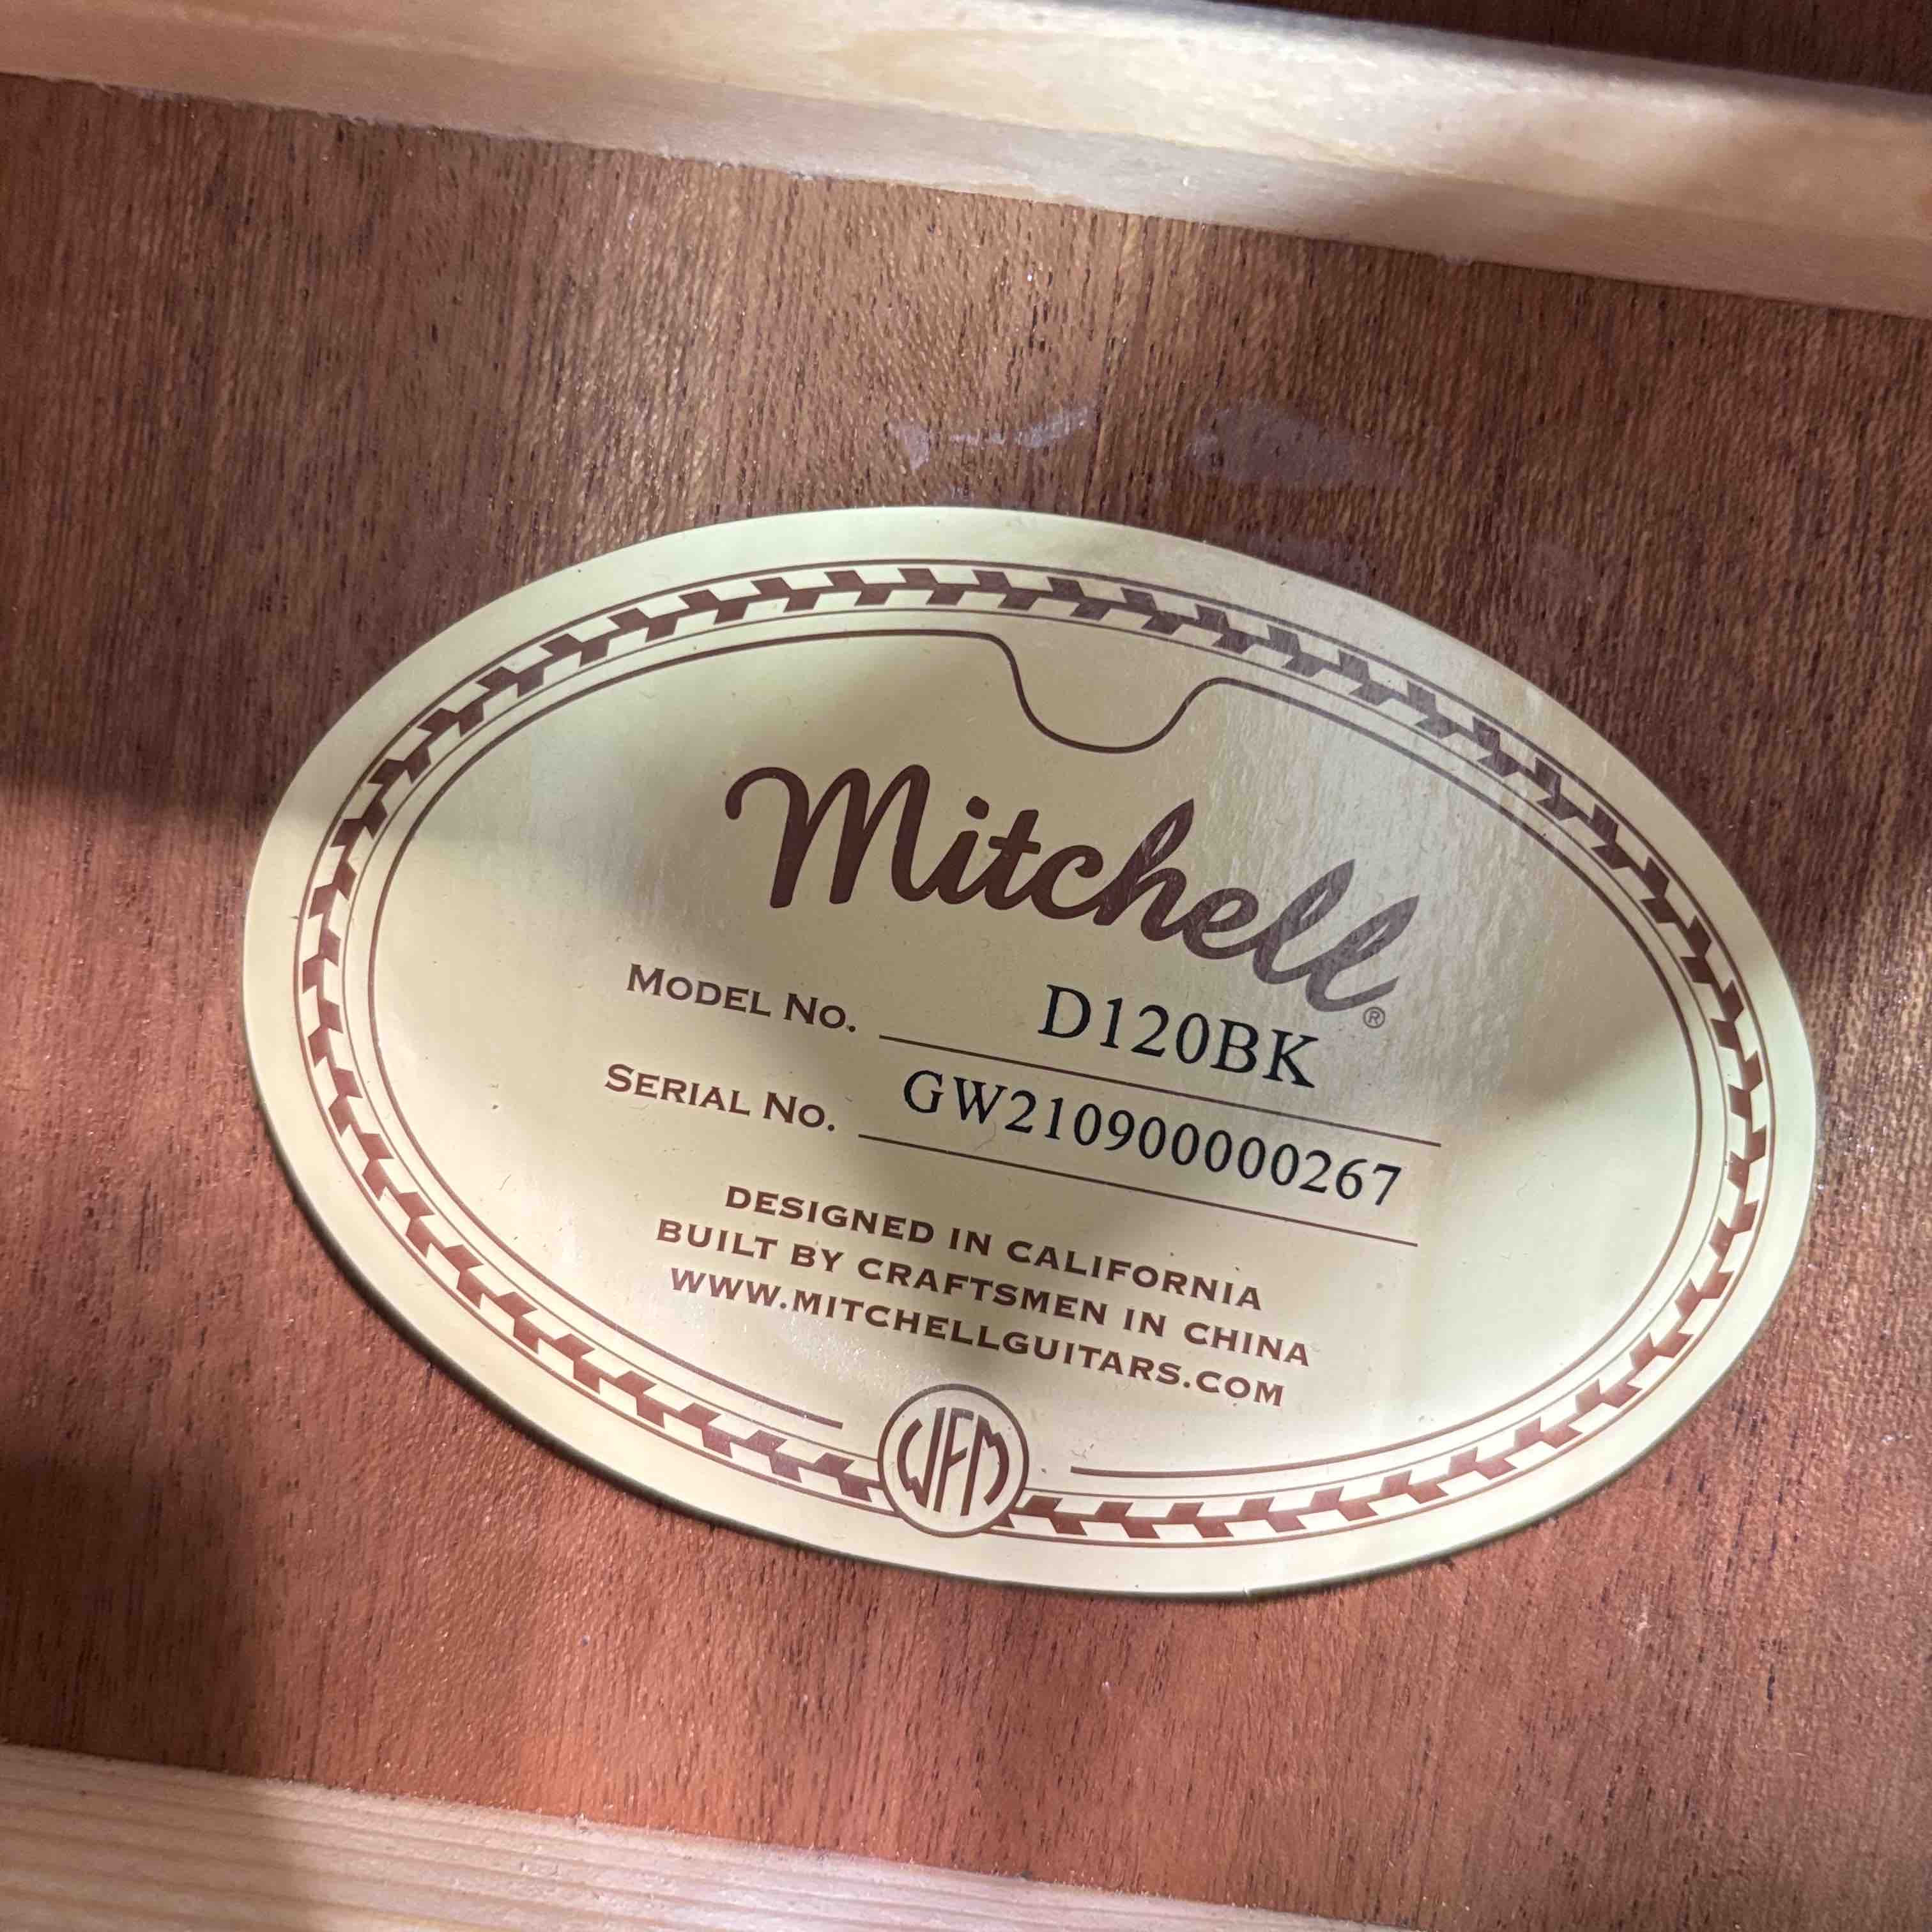 Mitchell®
MODEL NO. D120BK
SERIAL NO. GW210900000267
DESIGNED IN CALIFORNIA
BUILT BY CRAFTSMEN IN CHINA
WWW.MITCHELLGUITARS.COM
WFM